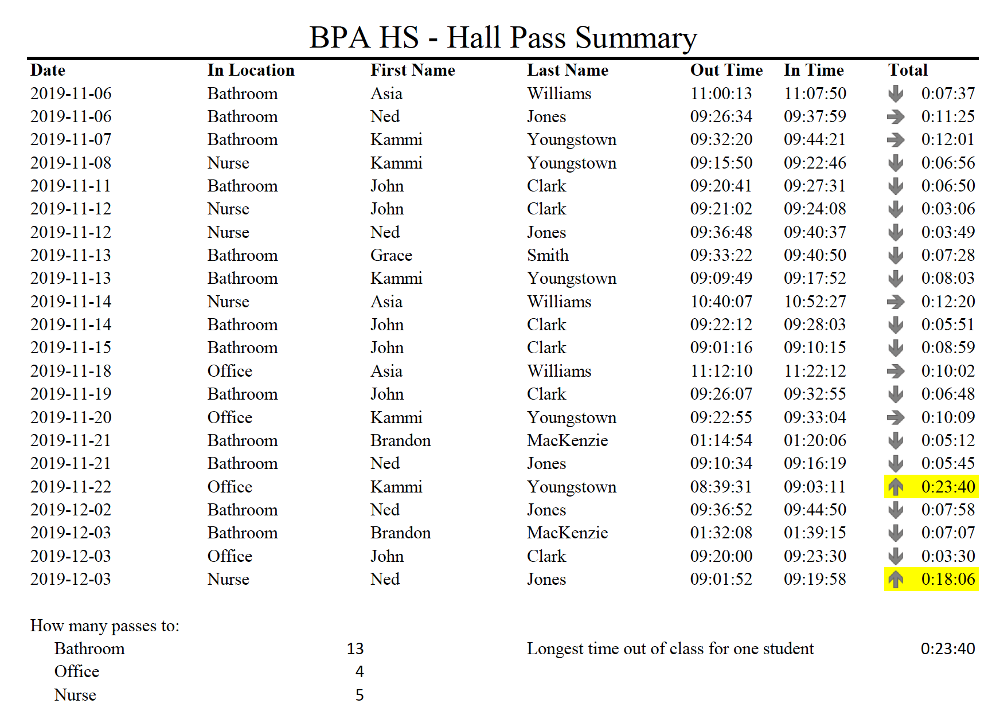 BPA HS - Hall Pass Summary
Date In Location First Name Last Name Out Time In Time Total
2019-11-06 Bathroom Asia Williams 11:00:13 11:07:50 0:07:37
2019-11-06 Bathroom Ned Jones 09:26:34 09:37:59 0:11:25
2019-11-07 Bathroom Kammi Youngstown 09:32:20 09:44:21 0:12:01
2019-11-08 Nurse Kammi Youngstown 09:15:50 09:22:46 0:06:56
2019-11-11 Bathroom John Clark 09:20:41 09:27:31 0:06:50
2019-11-12 Nurse John Clark 09:21:02 09:24:08 0:03:06
2019-11-12 Nurse Ned Jones 09:36:48 09:40:37 0:03:49
2019-11-13 Bathroom Grace Smith 09:33:22 09:40:50 0:07:28
2019-11-13 Bathroom Kammi Youngstown 09:09:49 09:17:52 0:08:03
2019-11-14 Nurse Asia Williams 10:40:07 10:52:27 0:12:20
2019-11-14 Bathroom John Clark 09:22:12 09:28:03 0:05:51
2019-11-15 Bathroom John Clark 09:01:16 09:10:15 0:08:59
2019-11-18 Office Asia Williams 11:12:10 11:22:12 0:10:02
2019-11-19 Bathroom John Clark 09:26:07 09:32:55 0:06:48
2019-11-20 Office Kammi Youngstown 09:22:55 09:33:04 0:10:09
2019-11-21 Bathroom Brandon MacKenzie 01:14:54 01:20:06 0:05:12
2019-11-21 Bathroom Ned Jones 09:10:34 09:16:19 0:05:45
2019-11-22 Office Kammi Youngstown 08:39:31 09:03:11 0:23:40
2019-12-02 Bathroom Ned Jones 09:36:52 09:44:50 0:07:58
2019-12-03 Bathroom Brandon MacKenzie 01:32:08 01:39:15 0:07:07
2019-12-03 Office John Clark 09:20:00 09:23:30 0:03:30
2019-12-03 Nurse Ned Jones 09:01:52 09:19:58 0:18:06
How many passes to:
Bathroom 13 Longest time out of class for one student 0:23:40
Office 4
Nurse 5